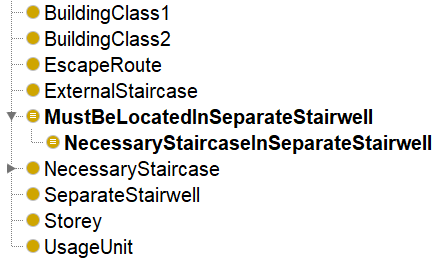 BuildingClass1
BuildingClass2
EscapeRoute
ExternalStaircase
MustBeLocatedInSeparateStairwell
NecessaryStaircaseInSeparateStairwell
NecessaryStaircase
SeparateStairwell
Storey
UsageUnit